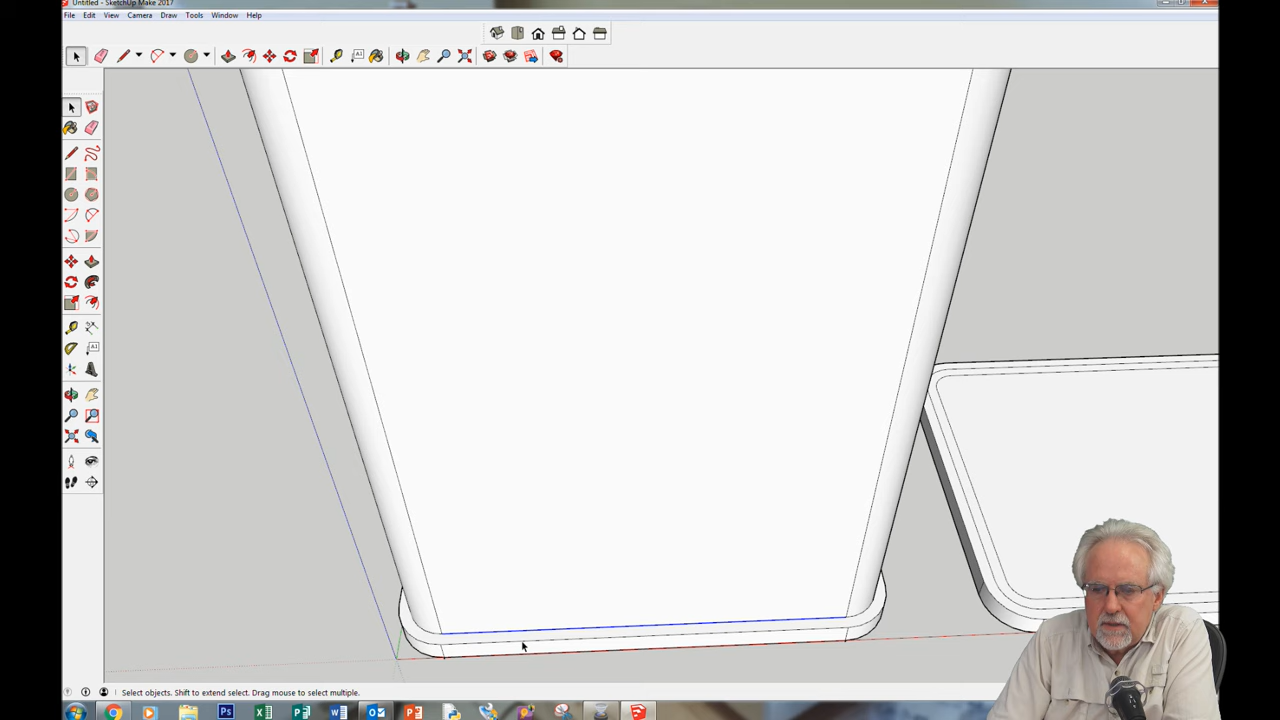 Untitled - SketchUp Make 2017
File Edit View Camera Draw Tools Window Help
Select objects. Shift to extend select. Drag mouse to select multiple.